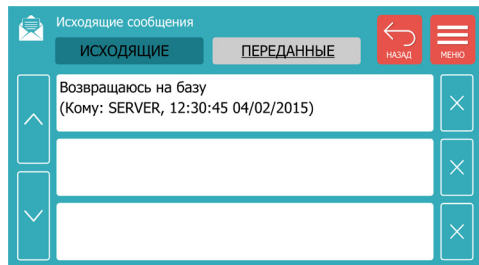 Исходящие сообщения
ИСХОДЯЩИЕ
ПЕРЕДАННЫЕ
НАЗАД
МЕНЮ
Возвращаюсь на базу
(Кому: SERVER, 12:30:45 04/02/2015)